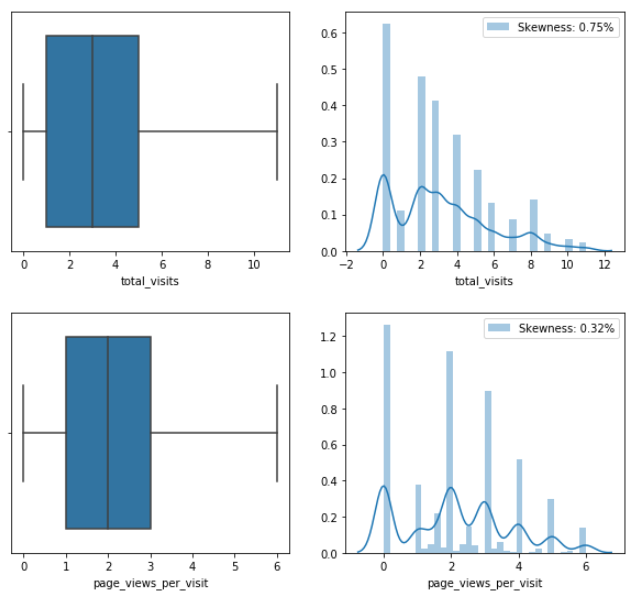 0 2 4 6 8 10
total_visits
Skewness: 0.75%
0.6
0.5
0.4
0.3
0.2
0.1
0.0
−2 0 2 4 6 8 10 12
total_visits
0 1 2 3 4 5 6
page_views_per_visit
Skewness: 0.32%
1.2
1.0
0.8
0.6
0.4
0.2
0.0
0 2 4 6
page_views_per_visit